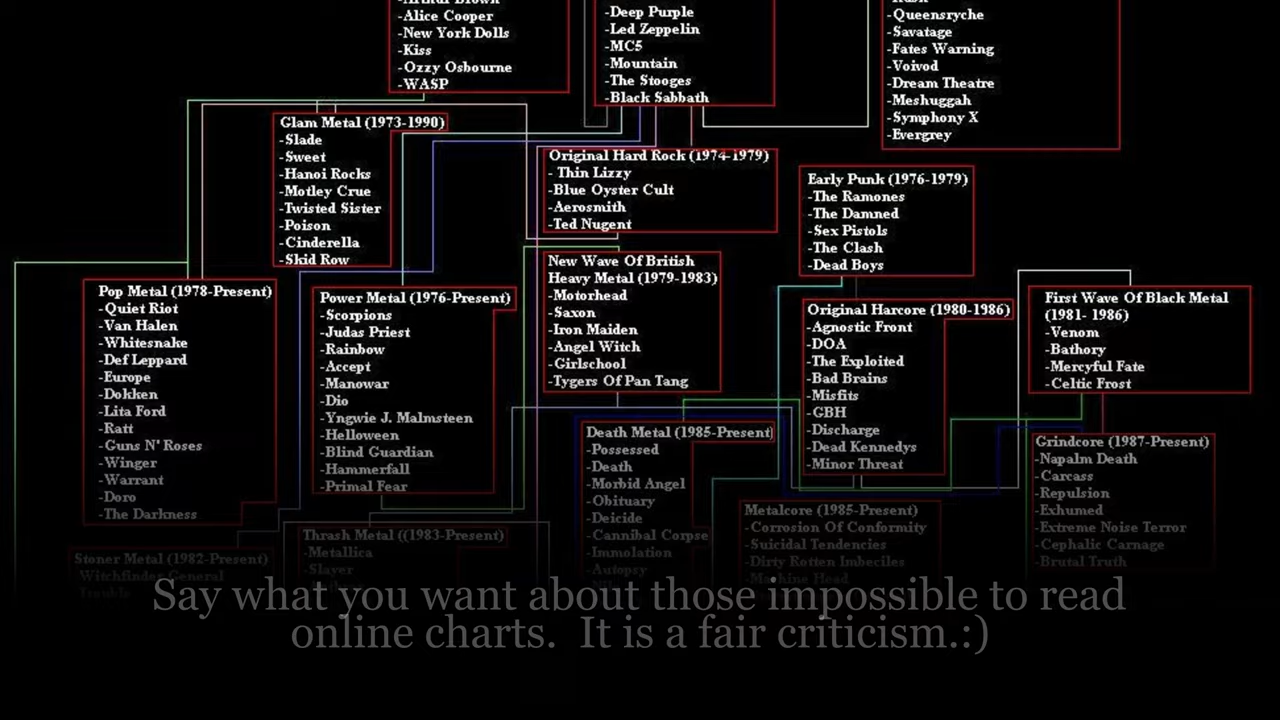 -Alice Cooper
-New York Dolls
-Kiss
-Ozzy Osbourne
-WASP
-Deep Purple
-Led Zeppelin
-MC5
-Mountain
-The Stooges
-Black Sabbath
-Queensryche
-Savatage
-Fates Warning
-Voivod
-Dream Theatre
-Meshuggah
-Symphony X
-Evergrey
Glam Metal (1973-1990)
-Slade
-Sweet
-Hanoi Rocks
-Motley Crue
-Twisted Sister
-Poison
-Cinderella
-Skid Row
Original Hard Rock (1974-1979)
- Thin Lizzy
-Blue Oyster Cult
-Aerosmith
-Ted Nugent
Early Punk (1976-1979)
-The Ramones
-The Damned
-Sex Pistols
-The Clash
-Dead Boys
Pop Metal (1978-Present)
-Quiet Riot
-Van Halen
-Whitesnake
-Def Leppard
-Europe
-Dokken
-Lita Ford
-Ratt
-Guns N' Roses
-Winger
-Warrant
-Doro
-The Darkness
Power Metal (1976-Present)
-Scorpions
-Judas Priest
-Rainbow
-Accept
-Manowar
-Dio
-Yngwie J. Malmsteen
-Helloween
-Blind Guardian
-Hammerfall
-Primal Fear
New Wave Of British
Heavy Metal (1979-1983)
-Motorhead
-Saxon
-Iron Maiden
-Angel Witch
-Girlschool
-Tygers Of Pan Tang
Original Harcore (1980-1986)
-Agnostic Front
-DOA
-The Exploited
-Bad Brains
-Misfits
-GBH
-Discharge
-Dead Kennedys
-Minor Threat
First Wave Of Black Metal
(1981- 1986)
-Venom
-Bathory
-Mercyful Fate
-Celtic Frost
Death Metal (1985-Present)
-Possessed
-Death
-Morbid Angel
-Obituary
-Deicide
-Cannibal Corpse
-Immolation
-Autopsy
Grindcore (1987-Present)
-Napalm Death
-Carcass
-Repulsion
-Exhumed
-Extreme Noise Terror
-Cephalic Carnage
-Brutal Truth
Metalcore (1985-Present)
-Corrosion Of Conformity
-Suicidal Tendencies
-Dirty Rotten Imbeciles
-Machine Head
Thrash Metal ((1983-Present)
-Metallica
-Slayer
Stoner Metal (1982-Present)
Witchfinder General
Trouble
Say what you want about those impossible to read
online charts.  It is a fair criticism.:)